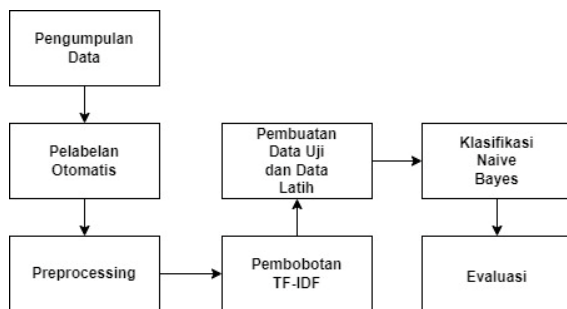 Pengumpulan
Data
Pelabelan
Otomatis
Preprocessing
Pembobotan
TF-IDF
Pembuatan
Data Uji
dan Data
Latih
Klasifikasi
Naive
Bayes
Evaluasi